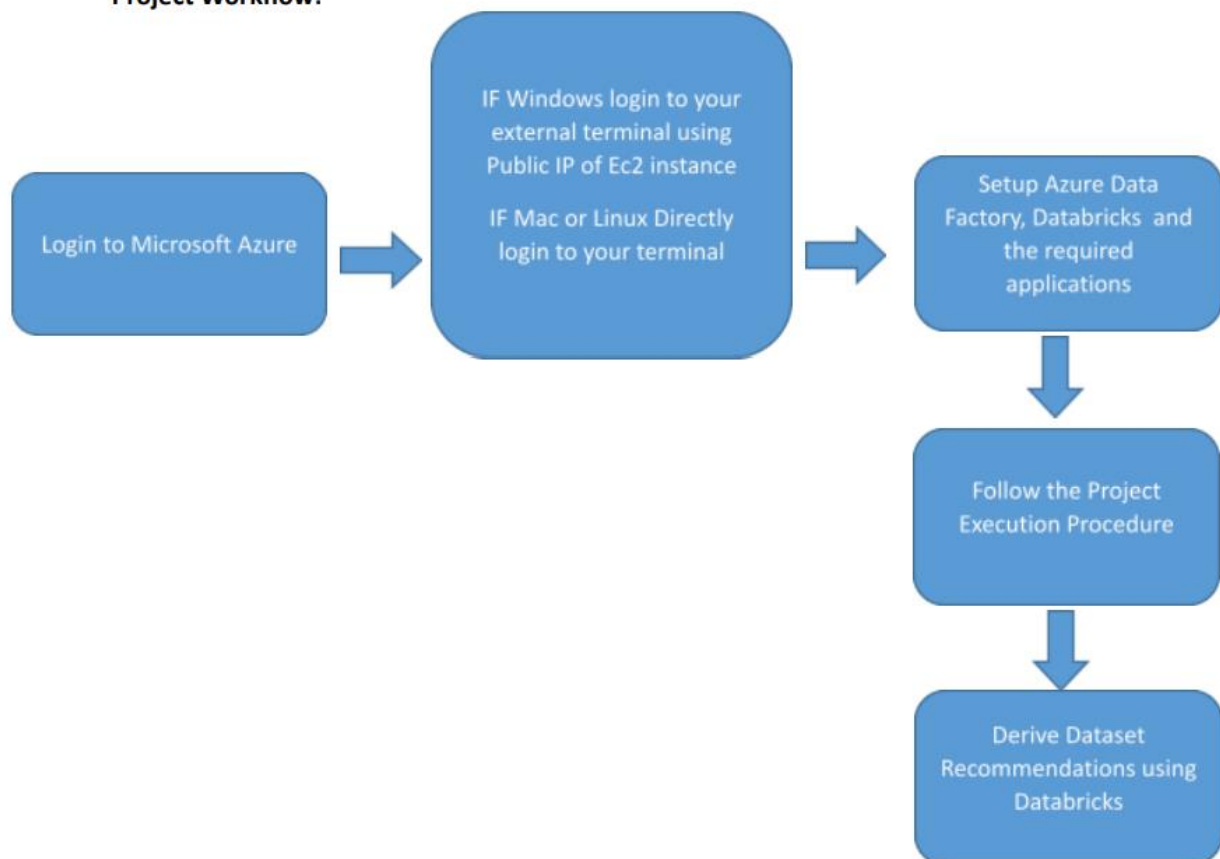 Project Workflow:
IF Windows login to your
external terminal using
Public IP of Ec2 instance
IF Mac or Linux Directly
login to your terminal
Login to Microsoft Azure
Setup Azure Data
Factory, Databricks and
the required
applications
Follow the Project
Execution Procedure
Derive Dataset
Recommendations using
Databricks